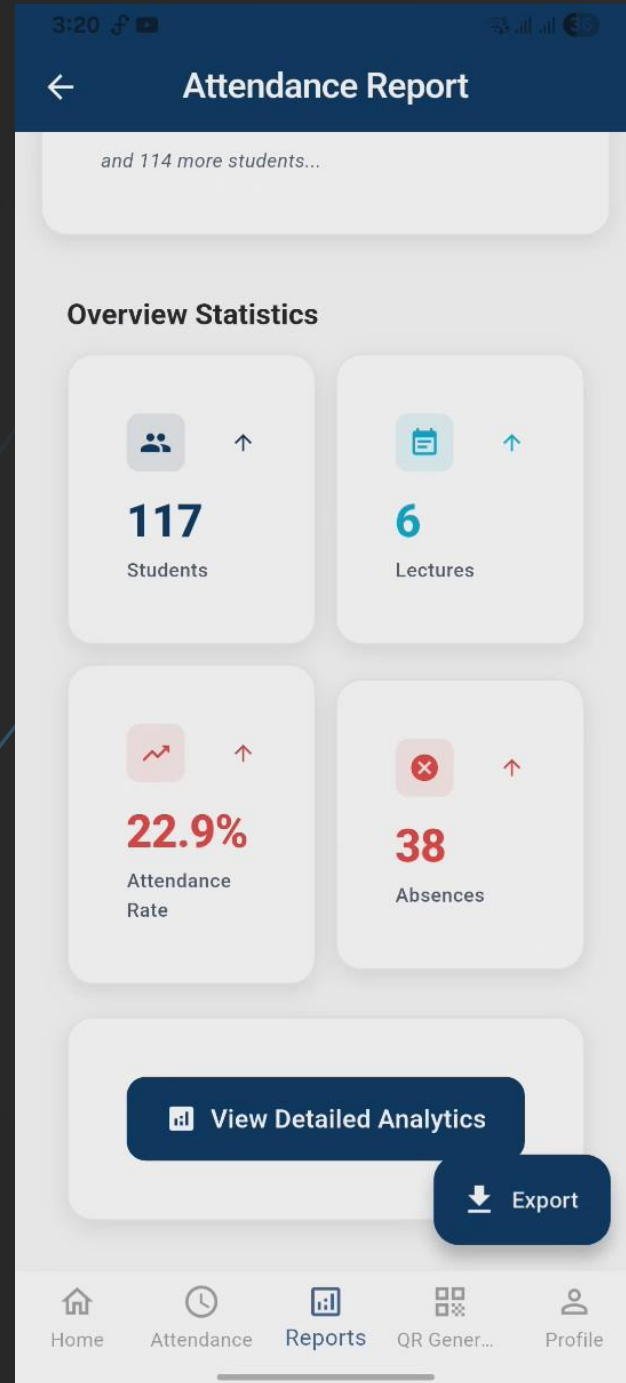 3:20
Attendance Report
and 114 more students...
Overview Statistics
117
Students
6
Lectures
22.9%
Attendance
Rate
38
Absences
View Detailed Analytics
Export
Home
Attendance
Reports
QR Gener...
Profile